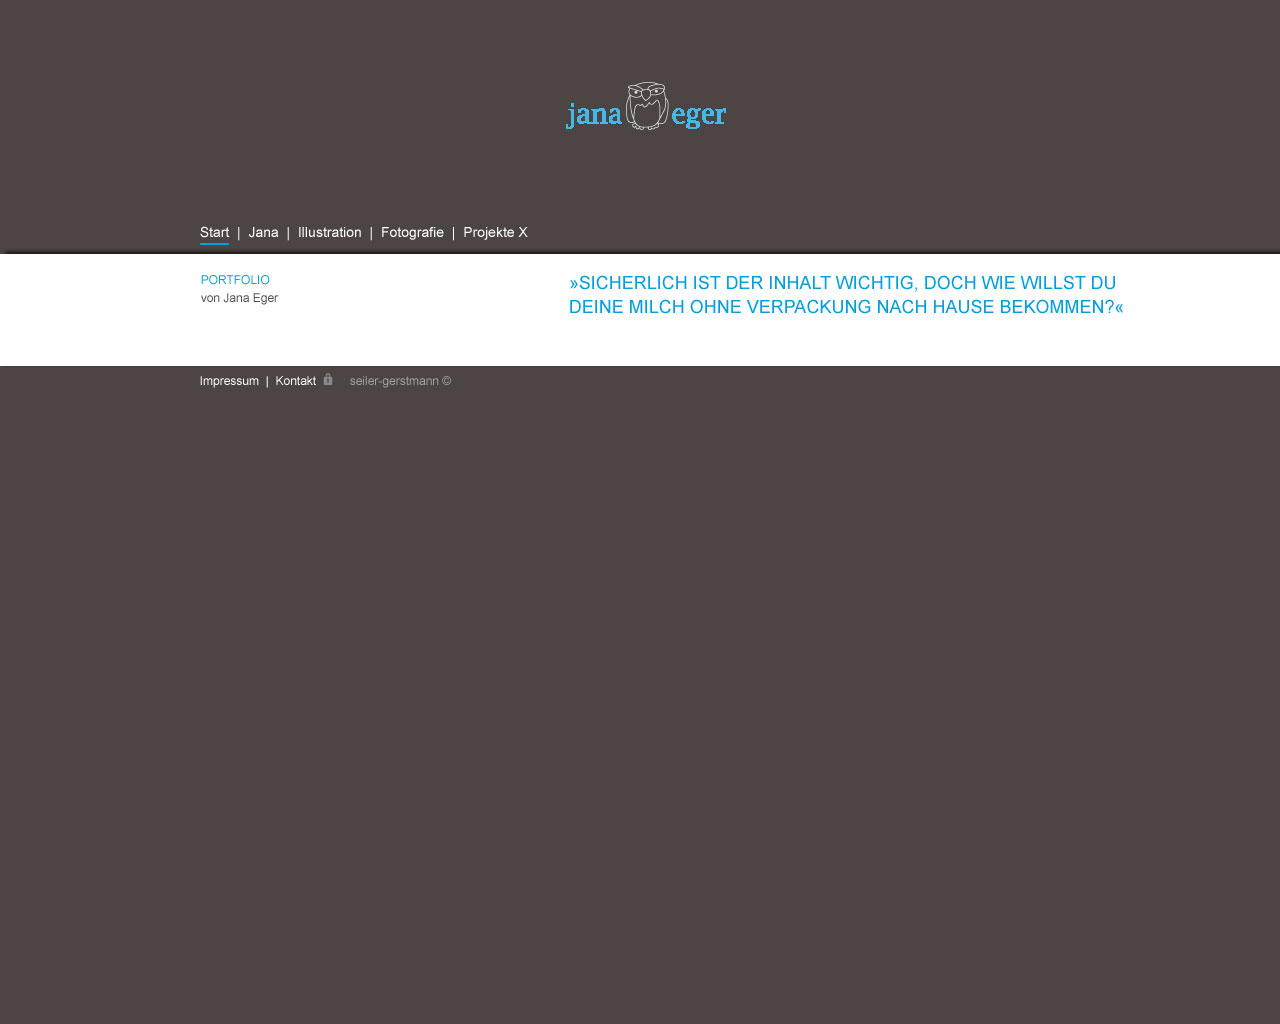 jana eger
Start | Jana | Illustration | Fotografie | Projekte X
PORTFOLIO
von Jana Eger
»SICHERLICH IST DER INHALT WICHTIG, DOCH WIE WILLST DU
DEINE MILCH OHNE VERPACKUNG NACH HAUSE BEKOMMEN?«
Impressum | Kontakt seiler-gerstmann ©